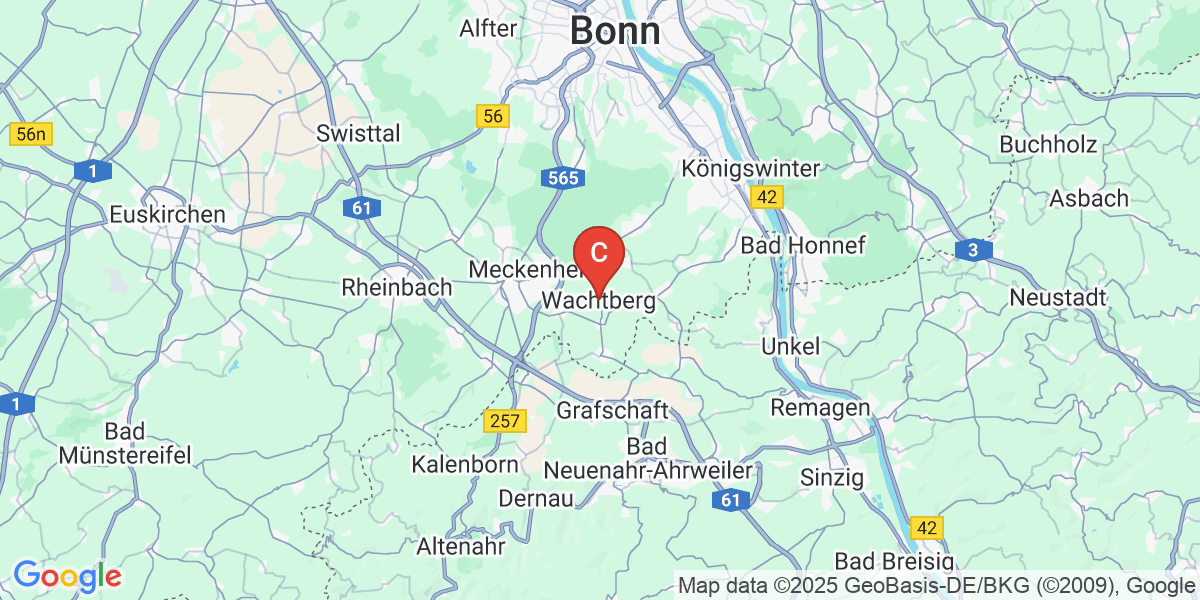 Bonn
Alfter
56
Swisttal
56n
Buchholz
1
Königswinter
565
42
Asbach
61
Euskirchen
Bad Honnef
C
3
Meckenhei
Rheinbach
Wachtberg
Neustadt
Unkel
1
Grafschaft
Remagen
257
Bad
Münstereifel
Bad
Neuenahr-Ahrweiler
Kalenborn
Sinzig
Dernau
61
42
Altenahr
Bad Breisig
Google
Map data ©2025 GeoBasis-DE/BKG (©2009), Google